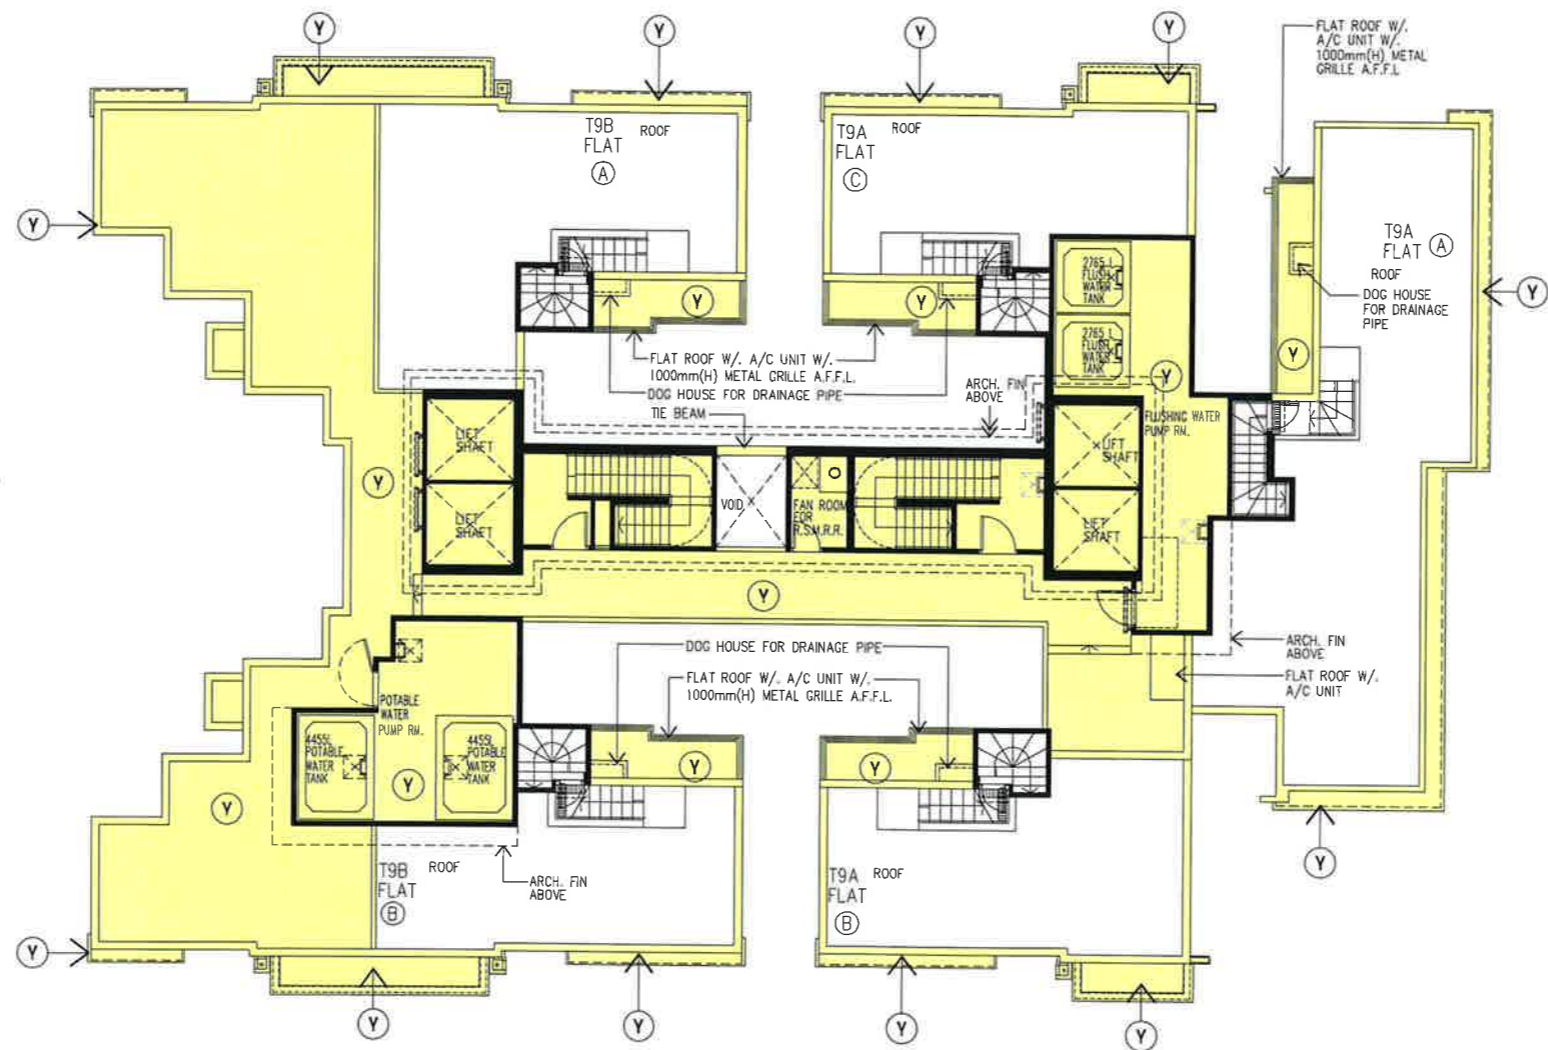 Y
Y
Y
Y
FLAT ROOF W/.
A/C UNIT W/.
1000mm(H) METAL
GRILLE A.F.F.L
T9B
FLAT
A
ROOF
T9A
FLAT
C
ROOF
Y
T9A
FLAT
A
ROOF
DOG HOUSE
FOR DRAINAGE
PIPE
Y
2765 L
FLUSH
WATER
TANK
2765 L
FLUSH
WATER
TANK
Y
Y
Y
Y
FLAT ROOF W/. A/C UNIT W/.
1000mm(H) METAL GRILLE A.F.F.L.
DOG HOUSE FOR DRAINAGE PIPE
TIE BEAM
ARCH. FIN
ABOVE
FLUSHING WATER
PUMP RM.
LIFT
SHAFT
LIFT
SHAFT
LIFT
SHAFT
LIFT
SHAFT
Y
VOID
FAN ROOM
FOR
R.S.M.R.R.
Y
DOG HOUSE FOR DRAINAGE PIPE
FLAT ROOF W/. A/C UNIT W/.
1000mm(H) METAL GRILLE A.F.F.L.
ARCH. FIN
ABOVE
FLAT ROOF W/.
A/C UNIT
POTABLE
WATER
PUMP RM.
4455L
POTABLE
WATER
TANK
4455L
POTABLE
WATER
TANK
Y
Y
Y
Y
T9B
FLAT
B
ROOF
ARCH. FIN
ABOVE
T9A
FLAT
B
ROOF
Y
Y
Y
Y
Y
Y